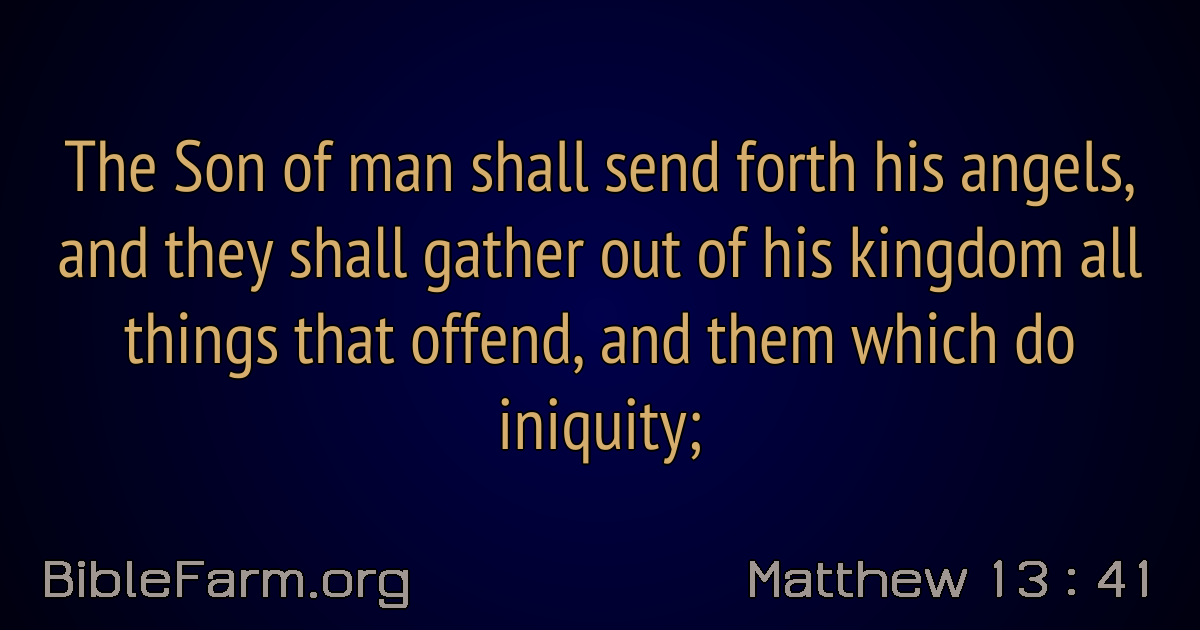 The Son of man shall send forth his angels,
and they shall gather out of his kingdom all
things that offend, and them which do
iniquity;
BibleFarm.org
Matthew 13 : 41